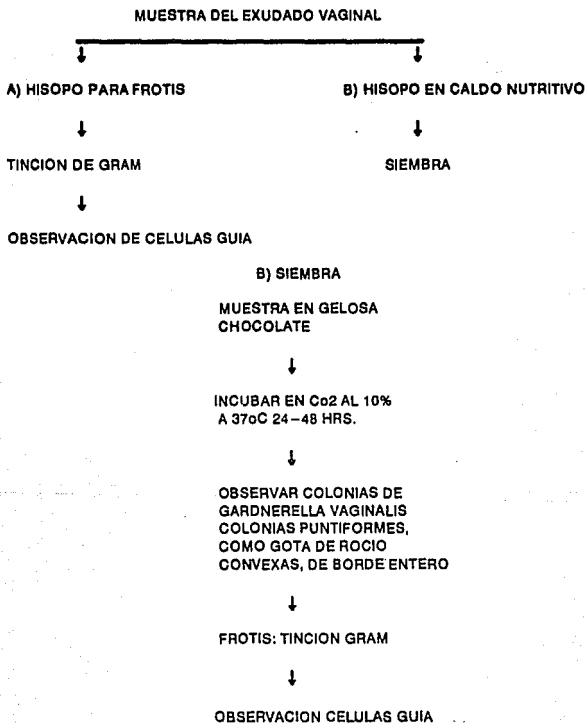 MUESTRA DEL EXUDADO VAGINAL
A) HISOPO PARA FROTIS
B) HISOPO EN CALDO NUTRITIVO
TINCION DE GRAM
SIEMBRA
OBSERVACION DE CELULAS GUIA
B) SIEMBRA
MUESTRA EN GELOSA
CHOCOLATE
INCUBAR EN Co2 AL 10%
A 37oC 24-48 HRS.
OBSERVAR COLONIAS DE
GARDNERELLA VAGINALIS
COLONIAS PUNTIFORMES,
COMO GOTA DE ROCIO
CONVEXAS, DE BORDE ENTERO
FROTIS: TINCION GRAM
OBSERVACION CELULAS GUIA